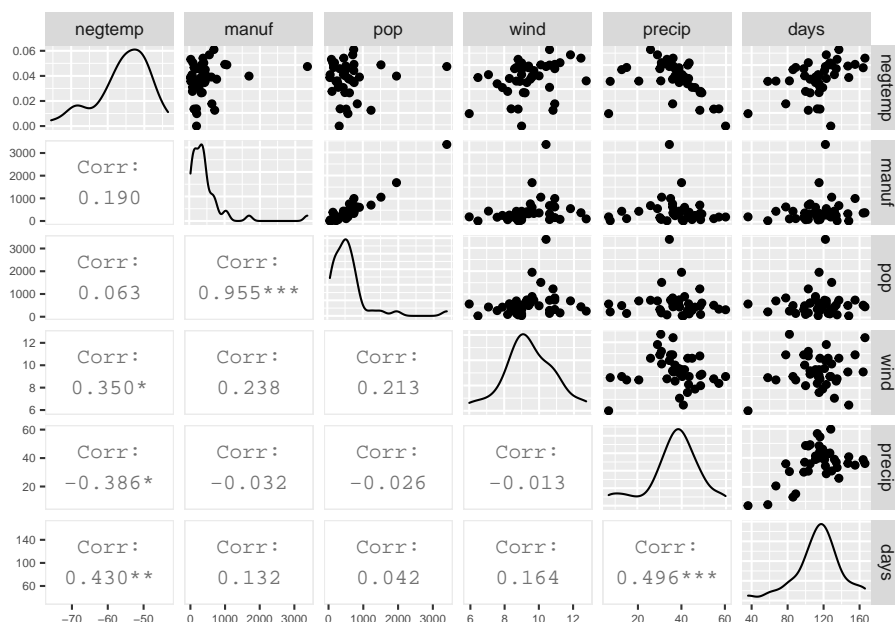 negtemp manuf pop wind precip days
0.06
0.04
0.02
0.00
negtemp
3000
2000
1000
0
Corr:
0.190
manuf
3000
2000
1000
0
Corr:
0.063
Corr:
0.955***
pop
12
10
8
6
Corr:
0.350*
Corr:
0.238
Corr:
0.213
wind
60
40
20
Corr:
-0.386*
Corr:
-0.032
Corr:
-0.026
Corr:
-0.013
precip
140
100
60
Corr:
0.430**
Corr:
0.132
Corr:
0.042
Corr:
0.164
Corr:
0.496***
days
−70 −60 −50 0 1000 2000 3000 0 1000 2000 3000 6 8 10 12 0 20 40 60 40 80 120 160